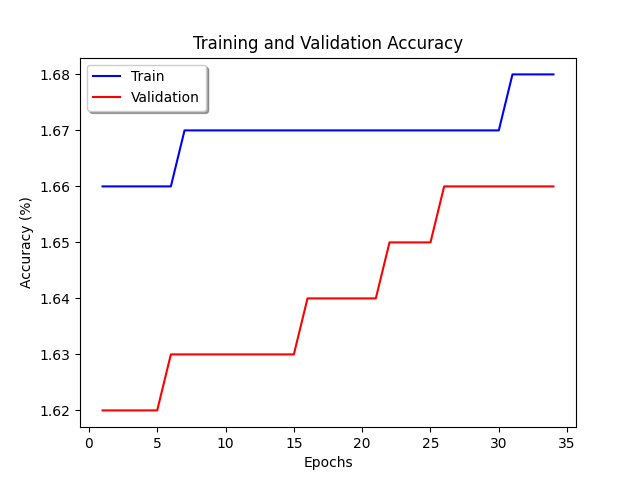 Training and Validation Accuracy
Train
Validation
1.68
1.67
1.66
1.65
1.64
1.63
1.62
Accuracy (%)
0 5 10 15 20 25 30 35
Epochs